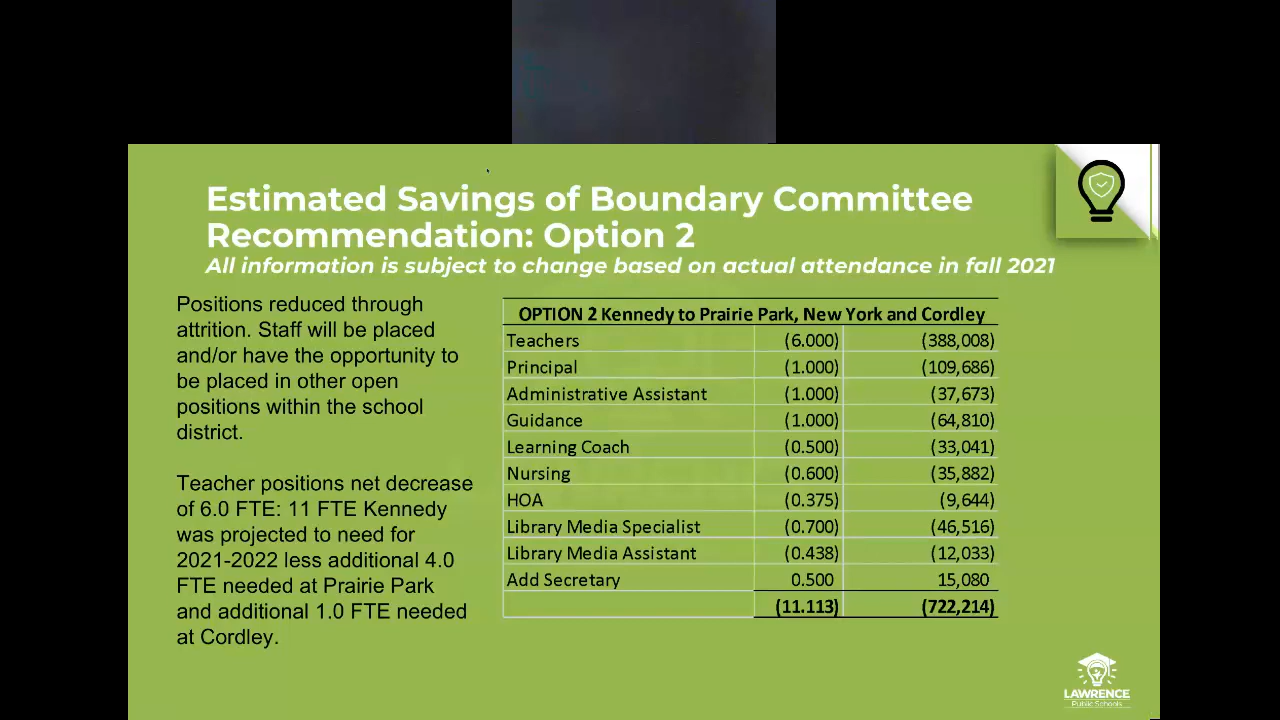 Estimated Savings of Boundary Committee
Recommendation: Option 2
All information is subject to change based on actual attendance in fall 2021
Positions reduced through
attrition. Staff will be placed
and/or have the opportunity to
be placed in other open
positions within the school
district.
Teacher positions net decrease
of 6.0 FTE: 11 FTE Kennedy
was projected to need for
2021-2022 less additional 4.0
FTE needed at Prairie Park
and additional 1.0 FTE needed
at Cordley.
OPTION 2 Kennedy to Prairie Park, New York and Cordley
Teachers (6.000) (388,008)
Principal (1.000) (109,686)
Administrative Assistant (1.000) (37,673)
Guidance (1.000) (64,810)
Learning Coach (0.500) (33,041)
Nursing (0.600) (35,882)
HOA (0.375) (9,644)
Library Media Specialist (0.700) (46,516)
Library Media Assistant (0.438) (12,033)
Add Secretary 0.500 15,080
(11.113) (722,214)
LAWRENCE
Public Schools